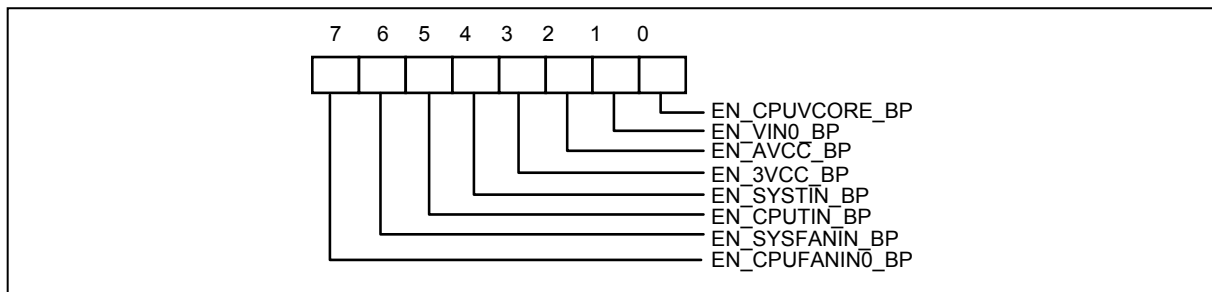 7 6 5 4 3 2 1 0
EN_CPUVCORE_BP
EN_VIN0_BP
EN_AVCC_BP
EN_3VCC_BP
EN_SYSTIN_BP
EN_CPUTIN_BP
EN_SYSFANIN_BP
EN_CPUFANIN0_BP